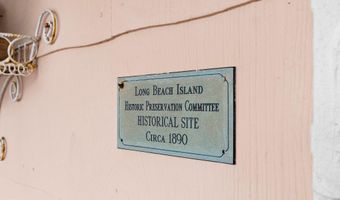 Long Beach Island
Historic Preservation Committee
HISTORICAL SITE
Circa 1890